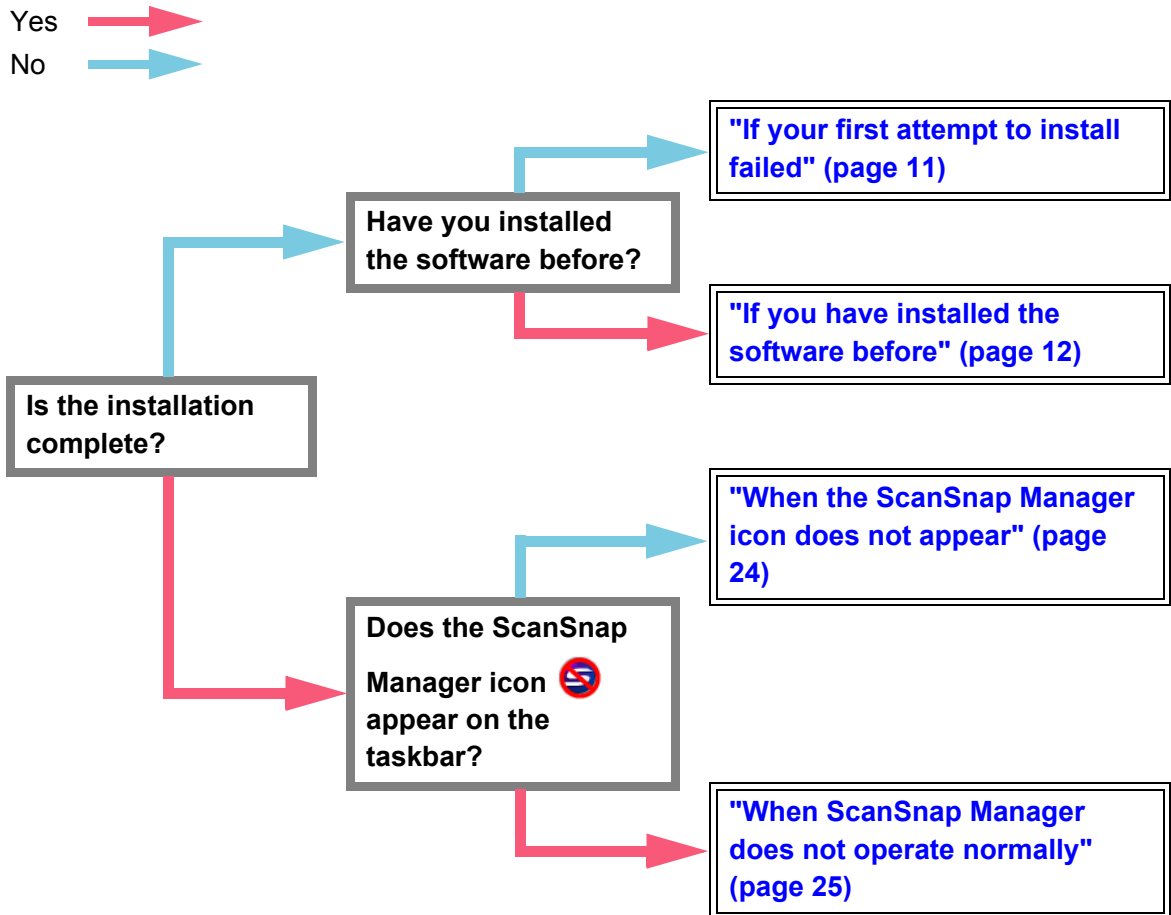 Yes
No
"If your first attempt to install
failed" (page 11)
Have you installed
the software before?
"If you have installed the
software before" (page 12)
Is the installation
complete?
"When the ScanSnap Manager
icon does not appear" (page
24)
Does the ScanSnap
Manager icon
appear on the
taskbar?
"When ScanSnap Manager
does not operate normally"
(page 25)